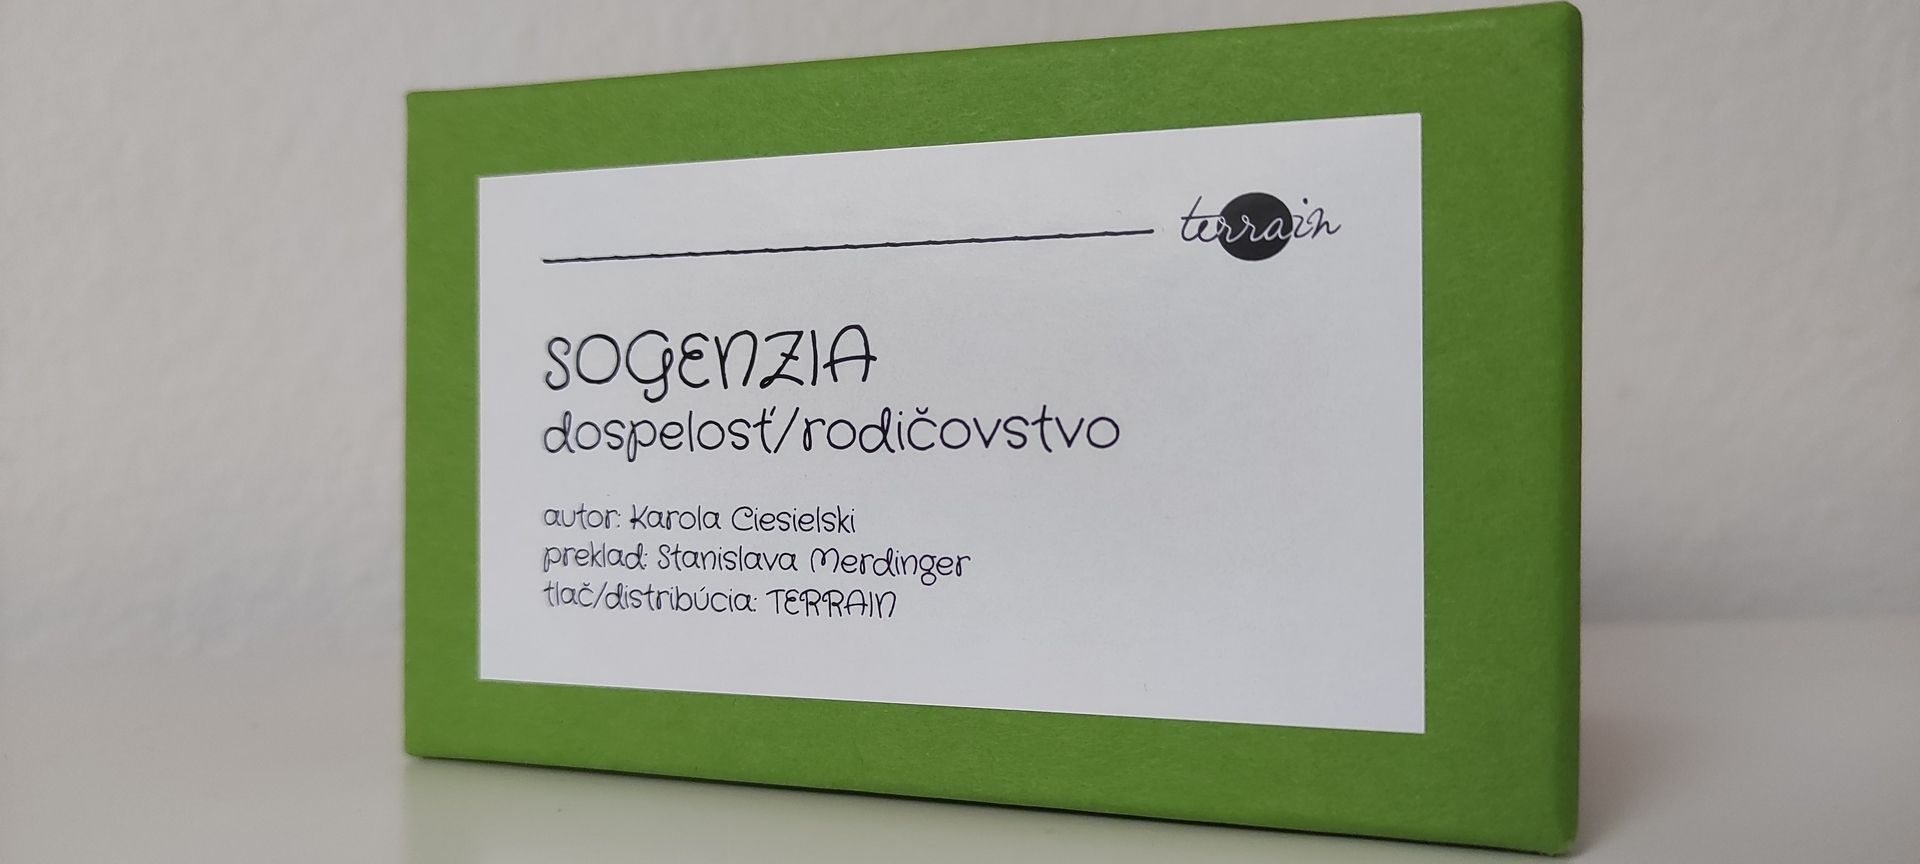 terrain
SOGENZIA
dospelosť/rodičovstvo
autor: Karola Ciesielski
preklad: Stanislava Merdinger
tlač/distribúcia: TERRAIN